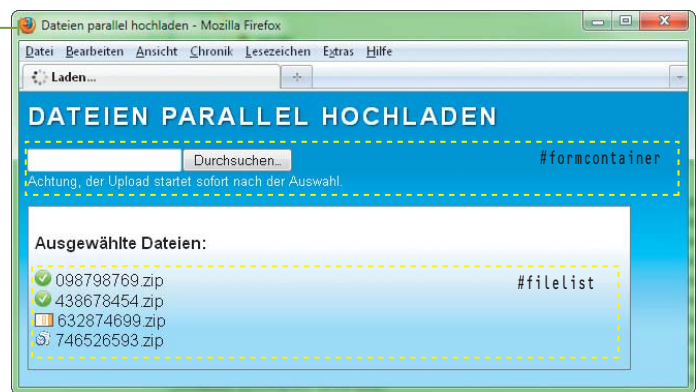 Dateien parallel hochladen - Mozilla Firefox
Datei Bearbeiten Ansicht Chronik Lesezeichen Extras Hilfe
Laden...
DATEIEN PARALLEL HOCHLADEN
Durchsuchen... #formcontainer
Achtung, der Upload startet sofort nach der Auswahl.
Ausgewählte Dateien:
098798769.zip #filelist
438678454.zip
632874699.zip
746526593.zip